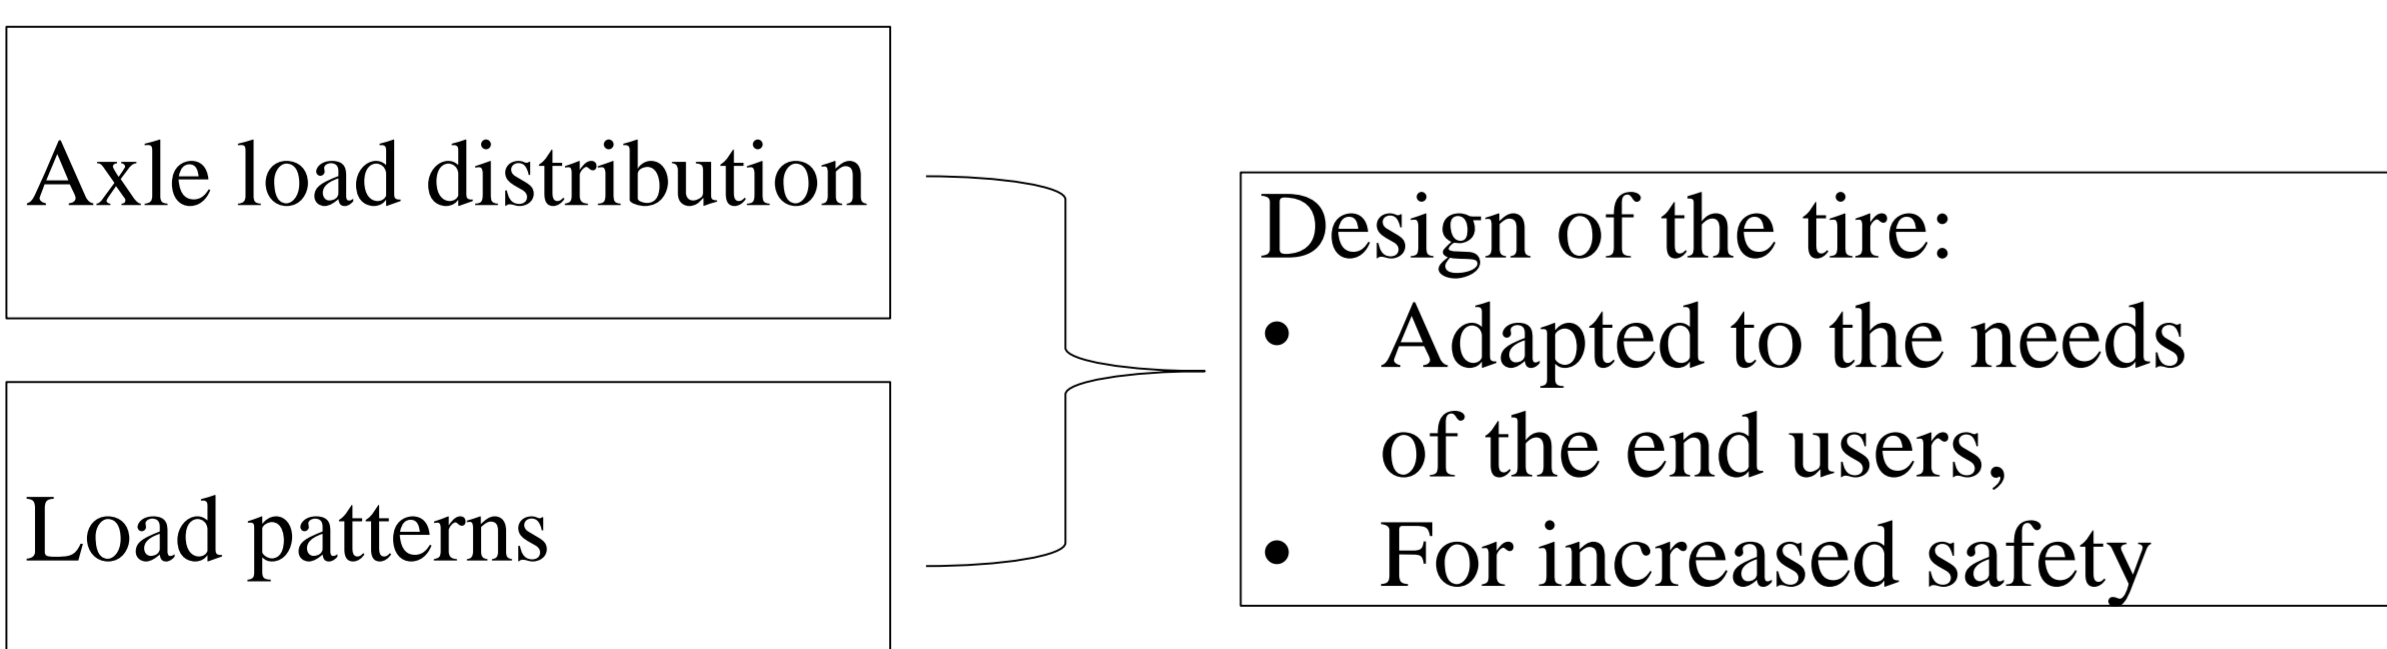 Axle load distribution
Load patterns
Design of the tire:
• Adapted to the needs
of the end users,
• For increased safety